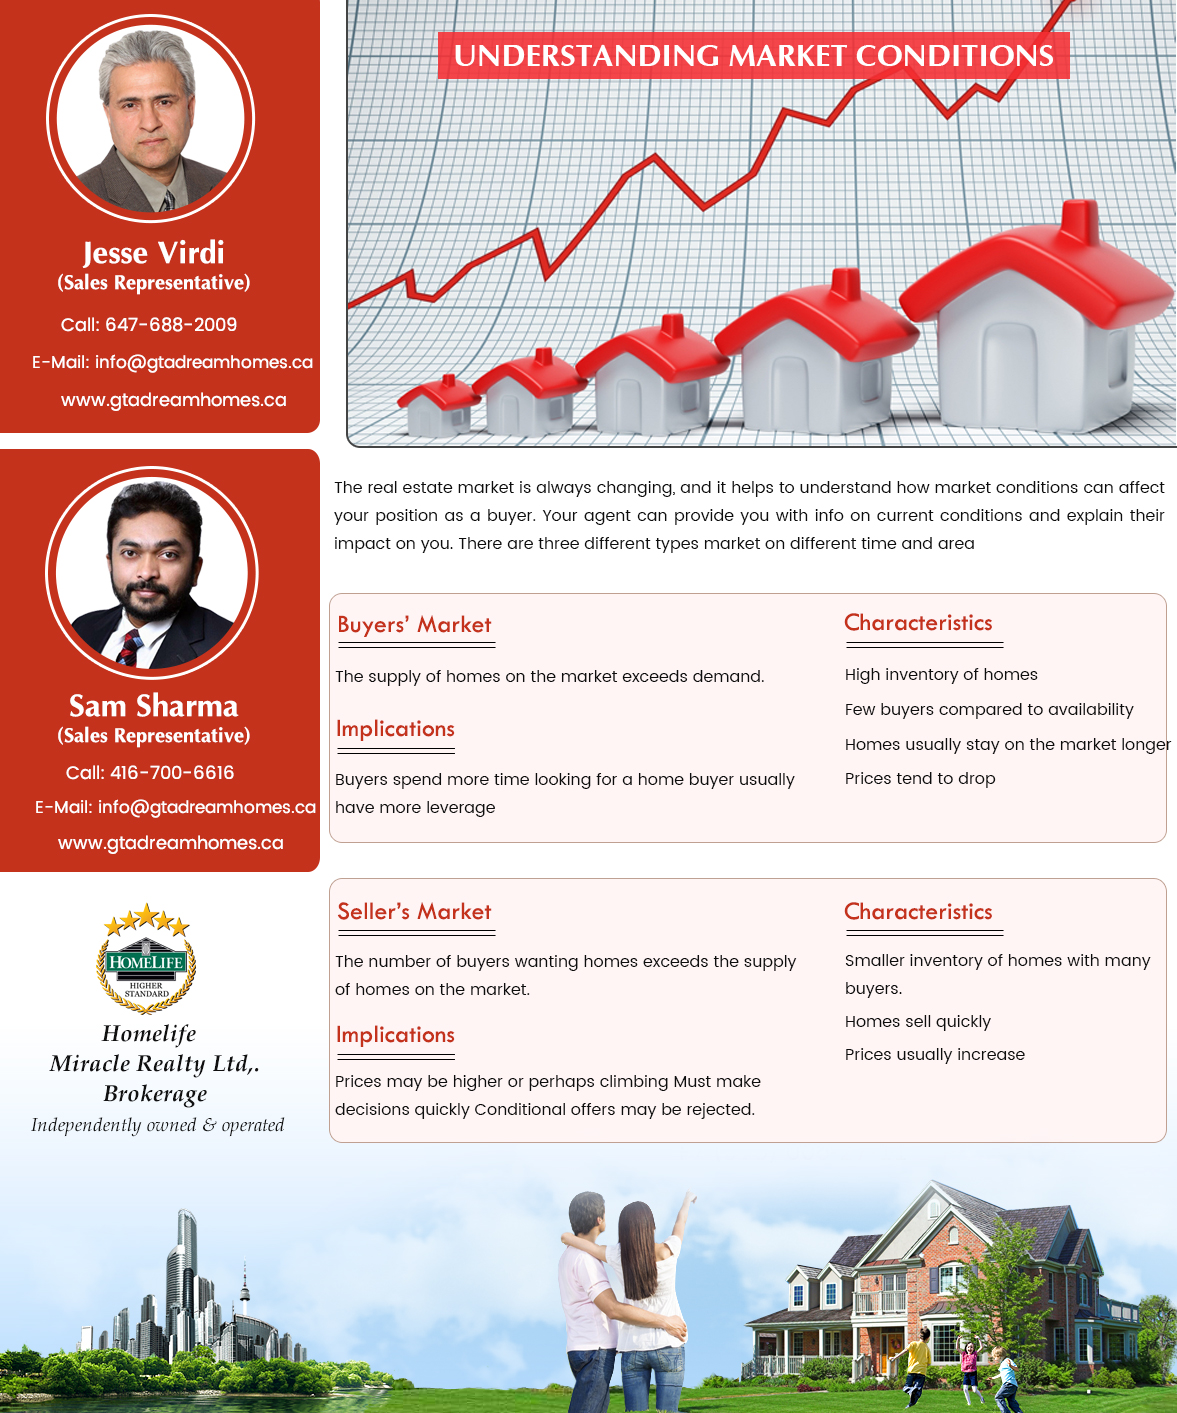 Jesse Virdi
(Sales Representative)
Call: 647-688-2009
E-Mail: info@gtadreamhomes.ca
www.gtadreamhomes.ca
Sam Sharma
(Sales Representative)
Call: 416-700-6616
E-Mail: info@gtadreamhomes.ca
www.gtadreamhomes.ca
HOMELIFE
HIGHER
STANDARD
Homelife
Miracle Realty Ltd,.
Brokerage
Independently owned & operated
UNDERSTANDING MARKET CONDITIONS
The real estate market is always changing, and it helps to understand how market conditions can affect
your position as a buyer. Your agent can provide you with info on current conditions and explain their
impact on you. There are three different types market on different time and area
Buyers' Market
The supply of homes on the market exceeds demand.
Implications
Buyers spend more time looking for a home buyer usually
have more leverage
Characteristics
High inventory of homes
Few buyers compared to availability
Homes usually stay on the market longer
Prices tend to drop
Seller's Market
The number of buyers wanting homes exceeds the supply
of homes on the market.
Implications
Prices may be higher or perhaps climbing Must make
decisions quickly Conditional offers may be rejected.
Characteristics
Smaller inventory of homes with many
buyers.
Homes sell quickly
Prices usually increase